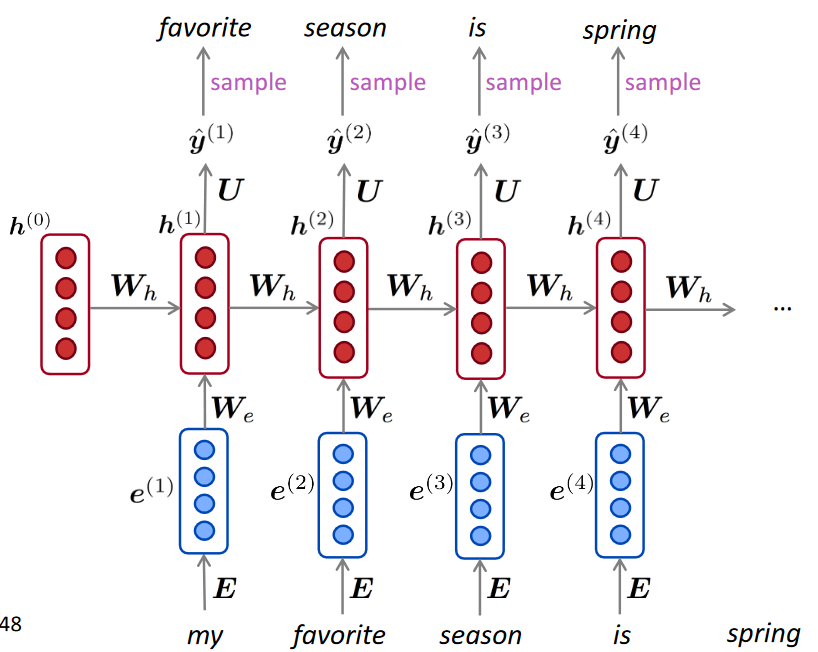 favorite season is spring
sample sample sample sample
ŷ⁽¹⁾ ŷ⁽²⁾ ŷ⁽³⁾ ŷ⁽⁴⁾
U U U U
h⁽⁰⁾ h⁽¹⁾ h⁽²⁾ h⁽³⁾ h⁽⁴⁾
Wₕ Wₕ Wₕ Wₕ Wₕ ...
Wₑ Wₑ Wₑ Wₑ
e⁽¹⁾ e⁽²⁾ e⁽³⁾ e⁽⁴⁾
E E E E
48
my favorite season is spring